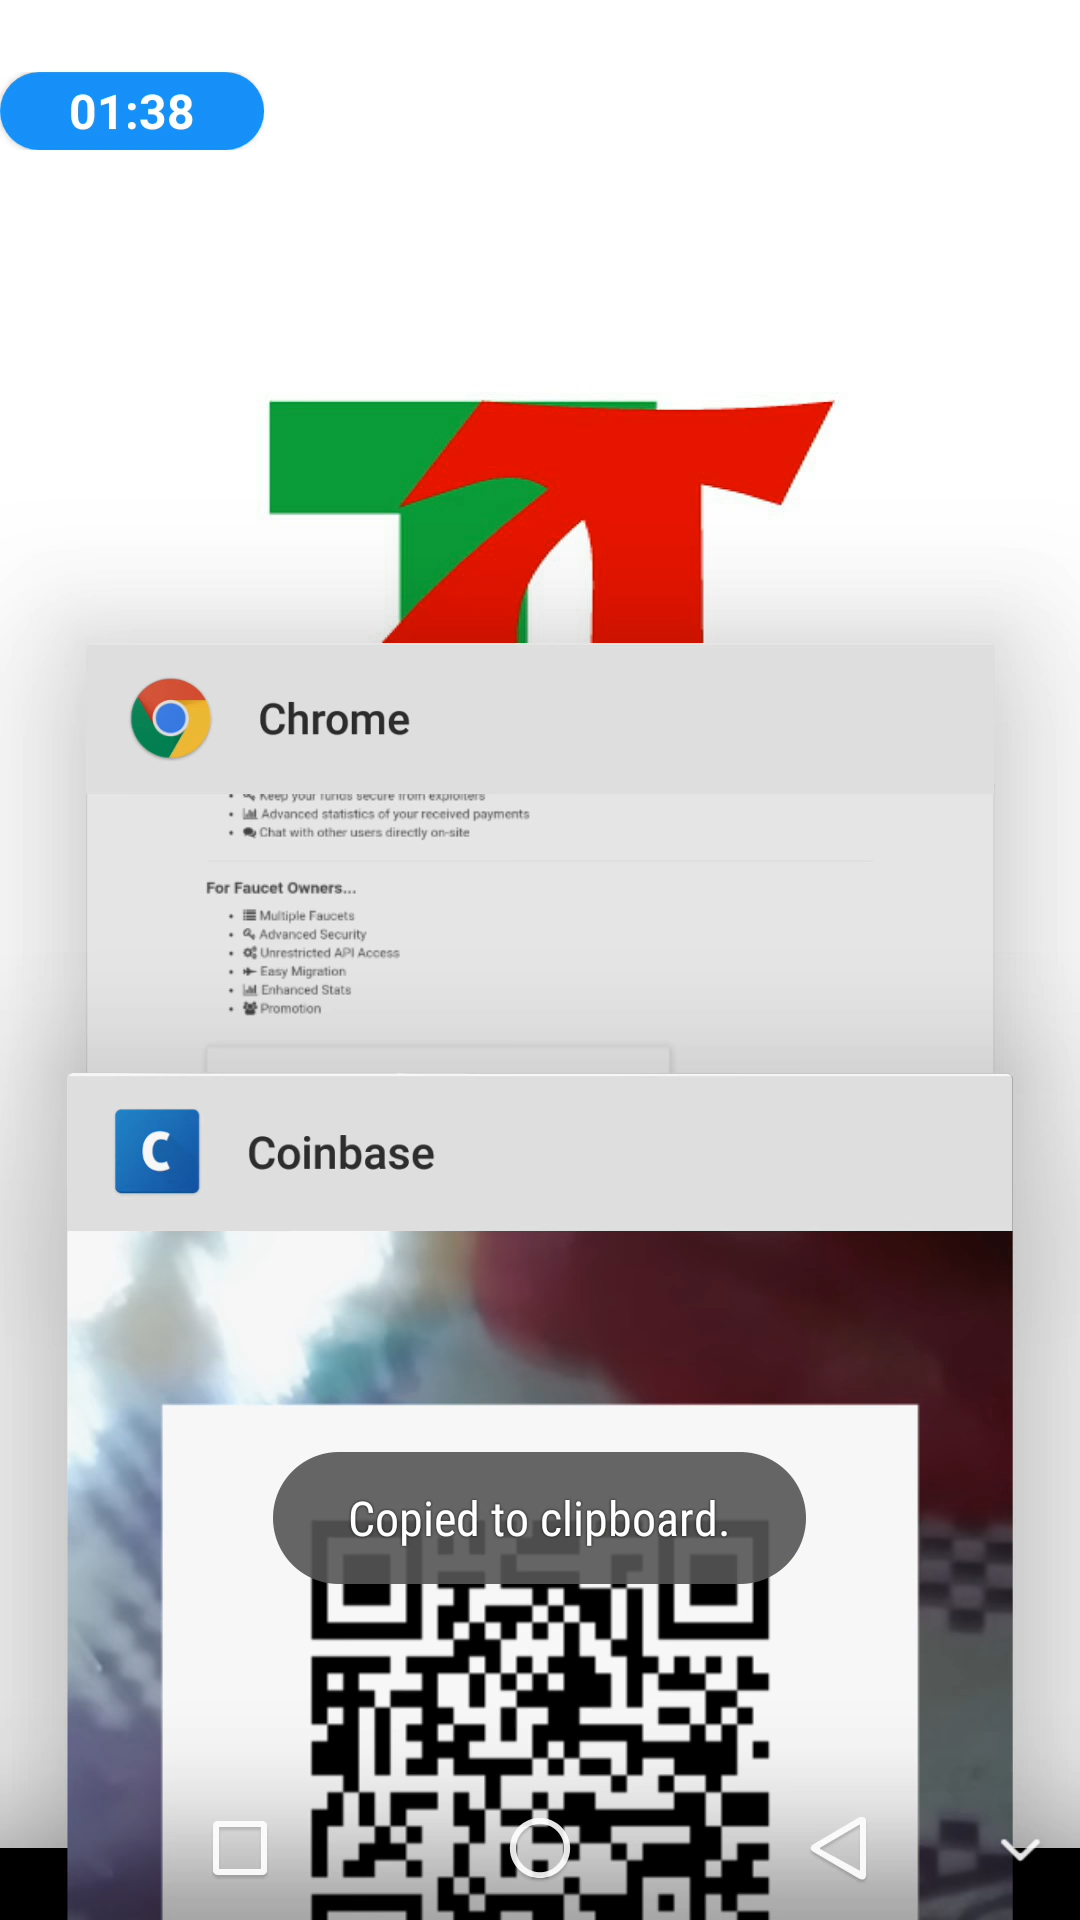 01:38
Chrome
Keep your funds secure from exploiters
Advanced statistics of your received payments
Chat with other users directly on-site
For Faucet Owners...
Multiple Faucets
Advanced Security
Unrestricted API Access
Easy Migration
Enhanced Stats
Promotion
C
Coinbase
Copied to clipboard.